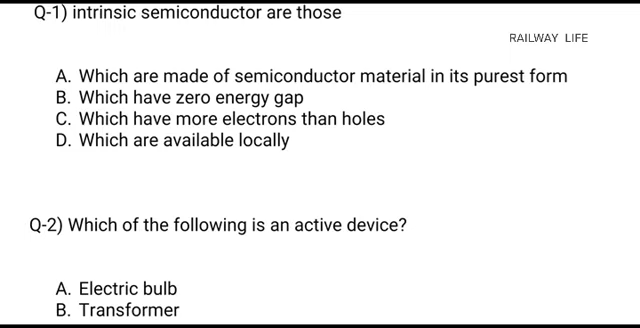 Q-1) intrinsic semiconductor are those
RAILWAY LIFE
A. Which are made of semiconductor material in its purest form
B. Which have zero energy gap
C. Which have more electrons than holes
D. Which are available locally
Q-2) Which of the following is an active device?
A. Electric bulb
B. Transformer